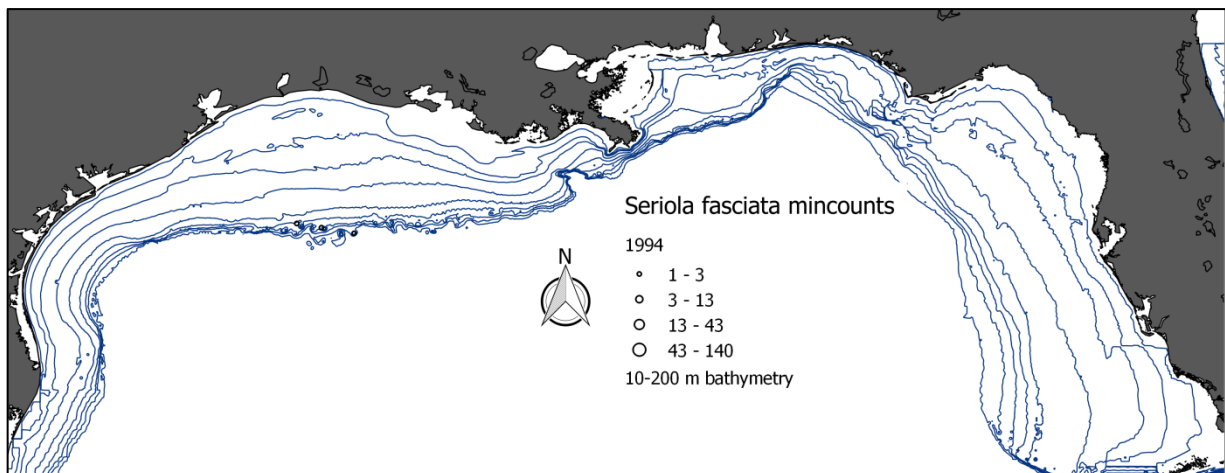 Seriola fasciata mincounts
1994
1 - 3
3 - 13
13 - 43
43 - 140
10-200 m bathymetry
N